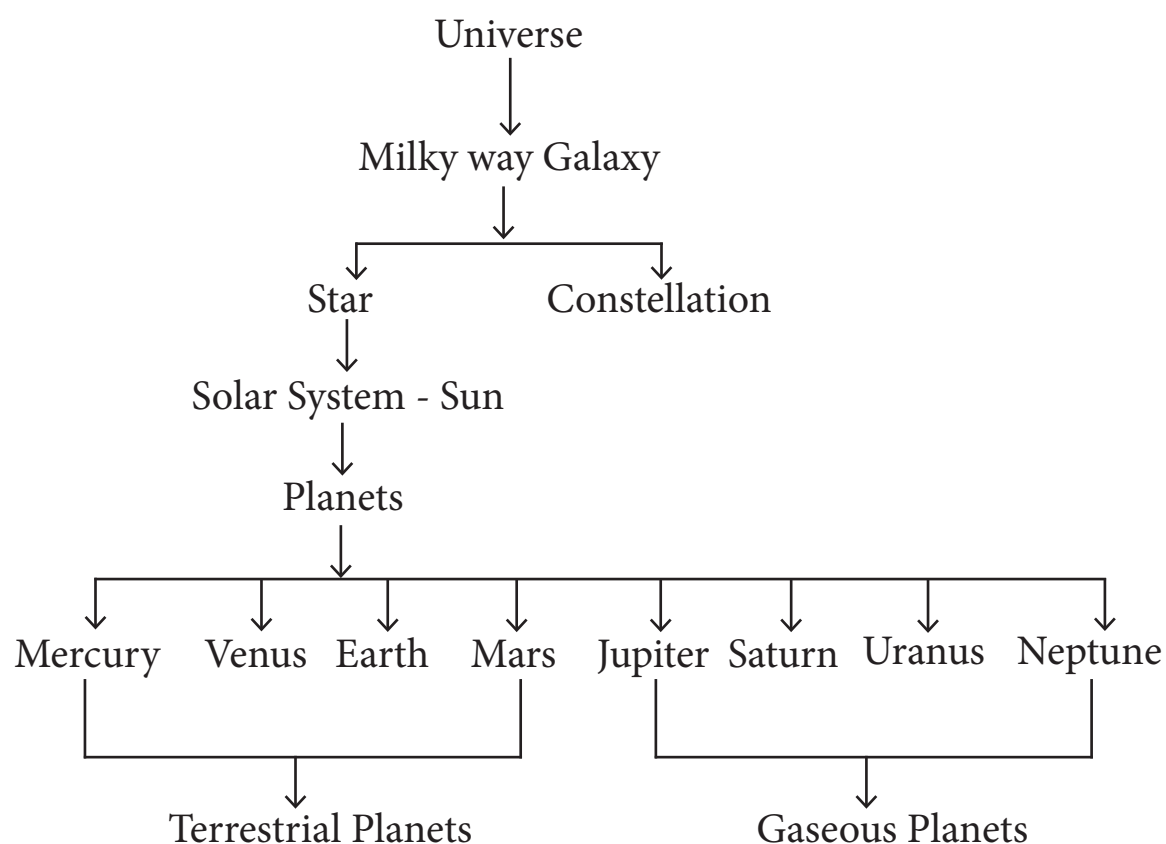 Universe
Milky way Galaxy
Star Constellation
Solar System - Sun
Planets
Mercury Venus Earth Mars Jupiter Saturn Uranus Neptune
Terrestrial Planets Gaseous Planets